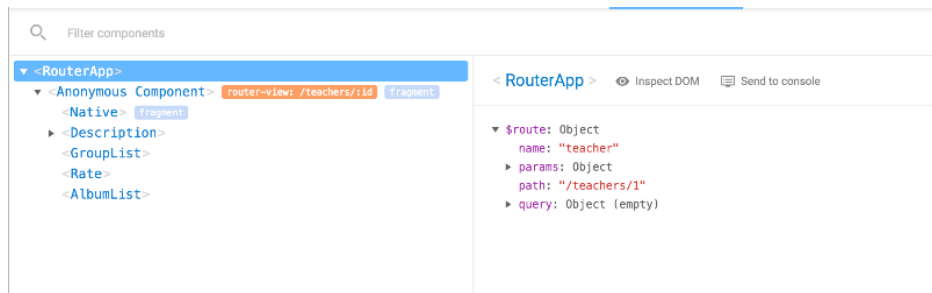 Filter components
▼ <RouterApp>
▼ <Anonymous Component> router-view: /teachers/:id fragment
<Native> fragment
▶ <Description>
<GroupList>
<Rate>
<AlbumList>
< RouterApp > Inspect DOM Send to console
▼ $route: Object
name: "teacher"
▶ params: Object
path: "/teachers/1"
▶ query: Object (empty)